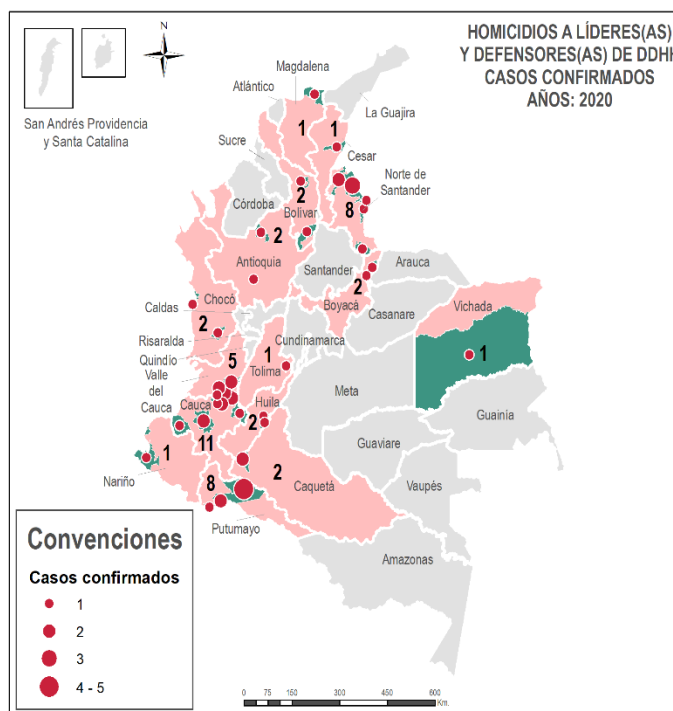 HOMICIDIOS A LÍDERES(AS)
Y DEFENSORES(AS) DE DDHH
CASOS CONFIRMADOS
AÑOS: 2020
N
San Andrés Providencia
y Santa Catalina
Magdalena
Atlántico
La Guajira
1
1
Sucre
Cesar
Norte de
Santander
Córdoba
2
Bolívar
8
2
Antioquia
Santander
Arauca
2
Boyacá
Casanare
Vichada
Chocó
Caldas
2
Risaralda
Cundinamarca
Quindío
1
Tolima
1
Valle
del
Cauca
5
Meta
Huila
Cauca
2
Guainía
11
1
Guaviare
Nariño
8
2
Caquetá
Vaupés
Putumayo
Amazonas
Convenciones
Casos confirmados
1
2
3
4 - 5
0 75 150 300 450 600
Km.